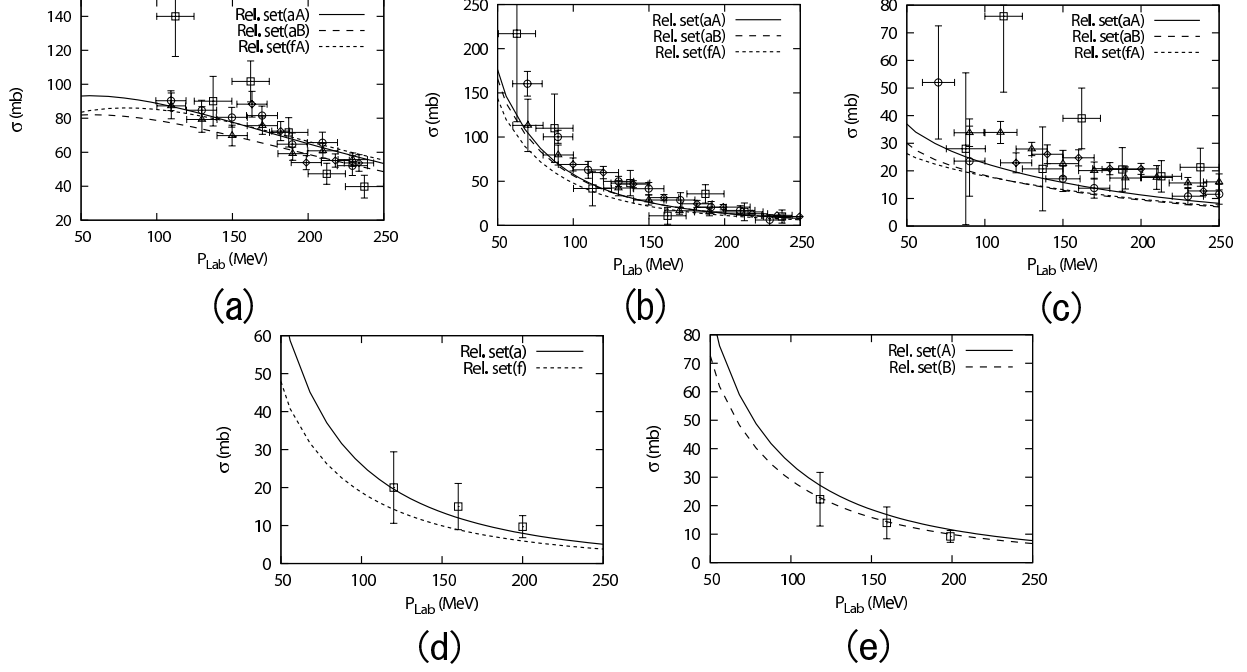 140
120
100
80
60
40
20
σ (mb)
Rel. set(aA)
Rel. set(aB)
Rel. set(fA)
50
100
150
200
250
P Lab (MeV)
(a)
250
200
150
100
50
0
σ (mb)
Rel. set(aA)
Rel. set(aB)
Rel. set(fA)
50
100
150
200
250
P Lab (MeV)
(b)
80
70
60
50
40
30
20
10
0
σ (mb)
Rel. set(aA)
Rel. set(aB)
Rel. set(fA)
50
100
150
200
250
P Lab (MeV)
(c)
60
50
40
30
20
10
0
σ (mb)
Rel. set(a)
Rel. set(f)
50
100
150
200
250
P Lab (MeV)
(d)
80
70
60
50
40
30
20
10
0
σ (mb)
Rel. set(A)
Rel. set(B)
50
100
150
200
250
P Lab (MeV)
(e)